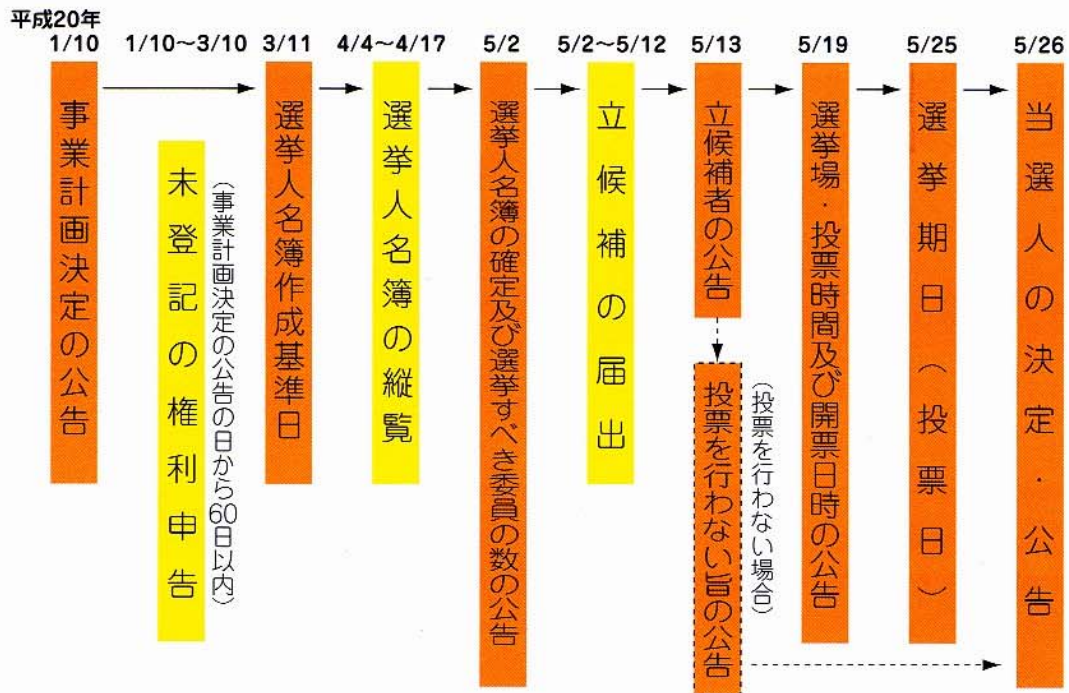 平成20年
1/10
1/10～3/10
3/11
4/4～4/17
5/2
5/2～5/12
5/13
5/19
5/25
5/26
事業計画決定の公告
未登記の権利申告
（事業計画決定の公告の日から60日以内）
選挙人名簿作成基準日
選挙人名簿の縦覧
選挙人名簿の確定及び選挙すべき委員の数の公告
立候補の届出
立候補者の公告
投票を行わない旨の公告
（投票を行わない場合）
選挙場・投票時間及び開票日時の公告
選挙期日（投票日）
当選人の決定・公告